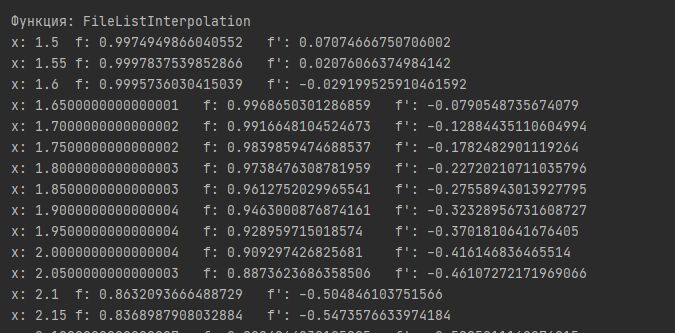 Функция: FileListInterpolation
x: 1.5  f: 0.9974949866040552   f': 0.07074666750706002
x: 1.55 f: 0.9997837539852866   f': 0.02076066374984142
x: 1.6  f: 0.9995736030415039   f': -0.029199525910461592
x: 1.6500000000000001   f: 0.9968650301286859   f': -0.0790548735674079
x: 1.7000000000000002   f: 0.9916648104524673   f': -0.12884435110604994
x: 1.7500000000000002   f: 0.9839859474688537   f': -0.1782482901119264
x: 1.8000000000000003   f: 0.9738476308781959   f': -0.22720210711035796
x: 1.8500000000000003   f: 0.9612752029965541   f': -0.27558943013927795
x: 1.9000000000000004   f: 0.9463000876874161   f': -0.32328956731608727
x: 1.9500000000000004   f: 0.928959715018574    f': -0.3701810641676405
x: 2.0000000000000004   f: 0.909297426825681    f': -0.416146836465514
x: 2.0500000000000003   f: 0.8873623686358506   f': -0.46107272171969066
x: 2.1  f: 0.8632093666488729   f': -0.504846103751566
x: 2.15 f: 0.8368987908032884   f': -0.5473576633974184